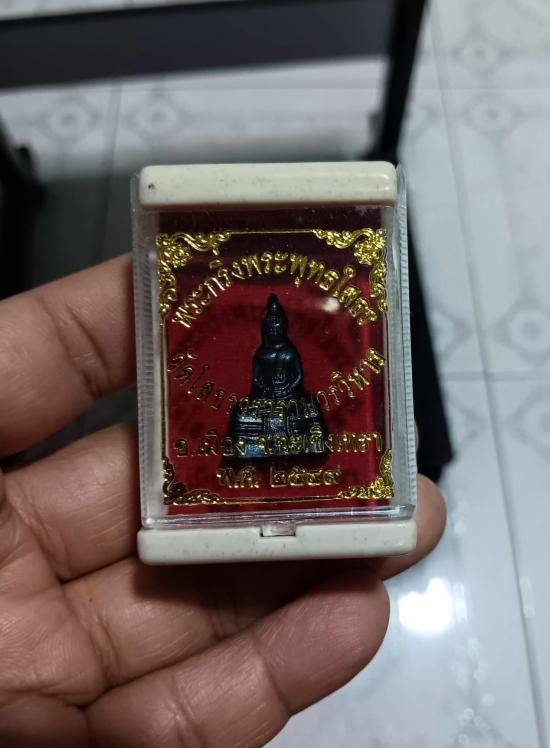 พระกริ่งพระพุทธโสธร
วัดโสธรวรารามวรวิหาร
อ.เมือง จ.ฉะเชิงเทรา
พ.ศ. ๒๕๔๙